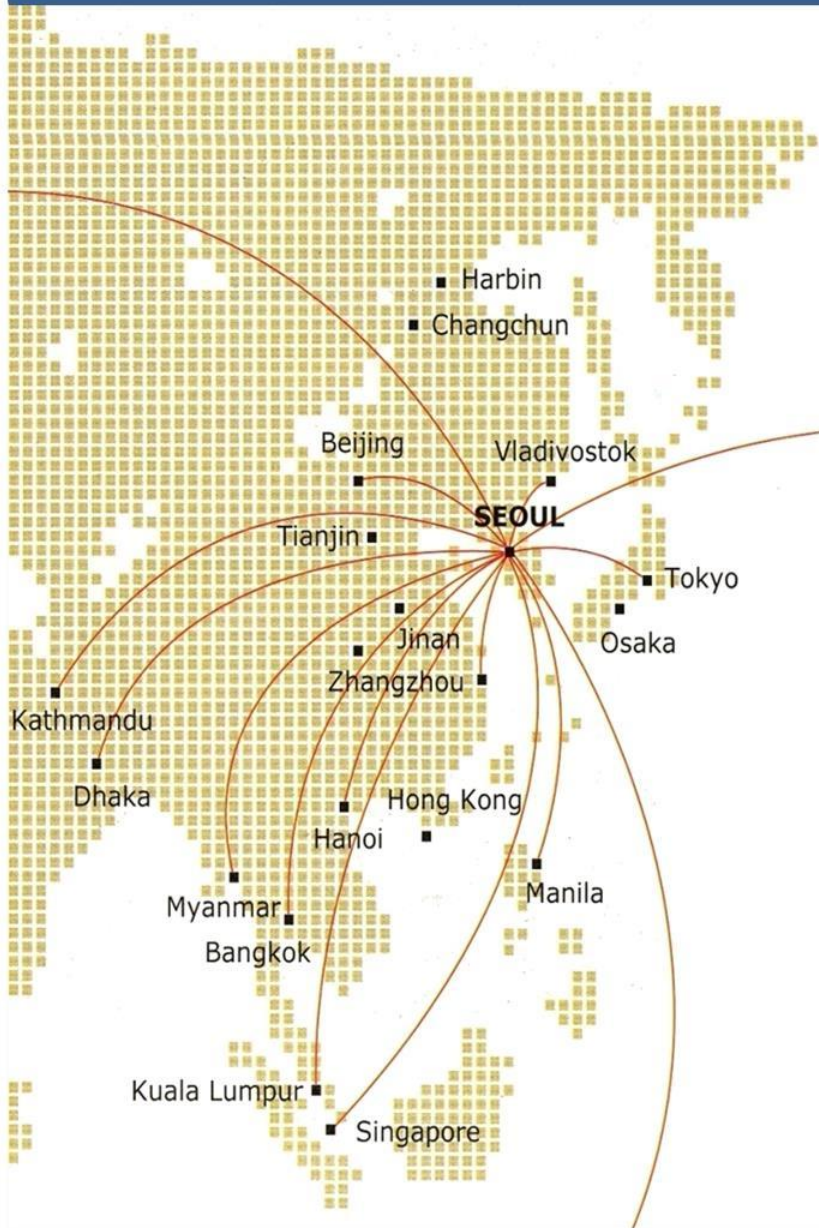 Harbin
Changchun
Beijing
Vladivostok
SEOUL
Tianjin
Tokyo
Jinan
Osaka
Zhangzhou
Kathmandu
Dhaka
Hong Kong
Hanoi
Manila
Myanmar
Bangkok
Kuala Lumpur
Singapore